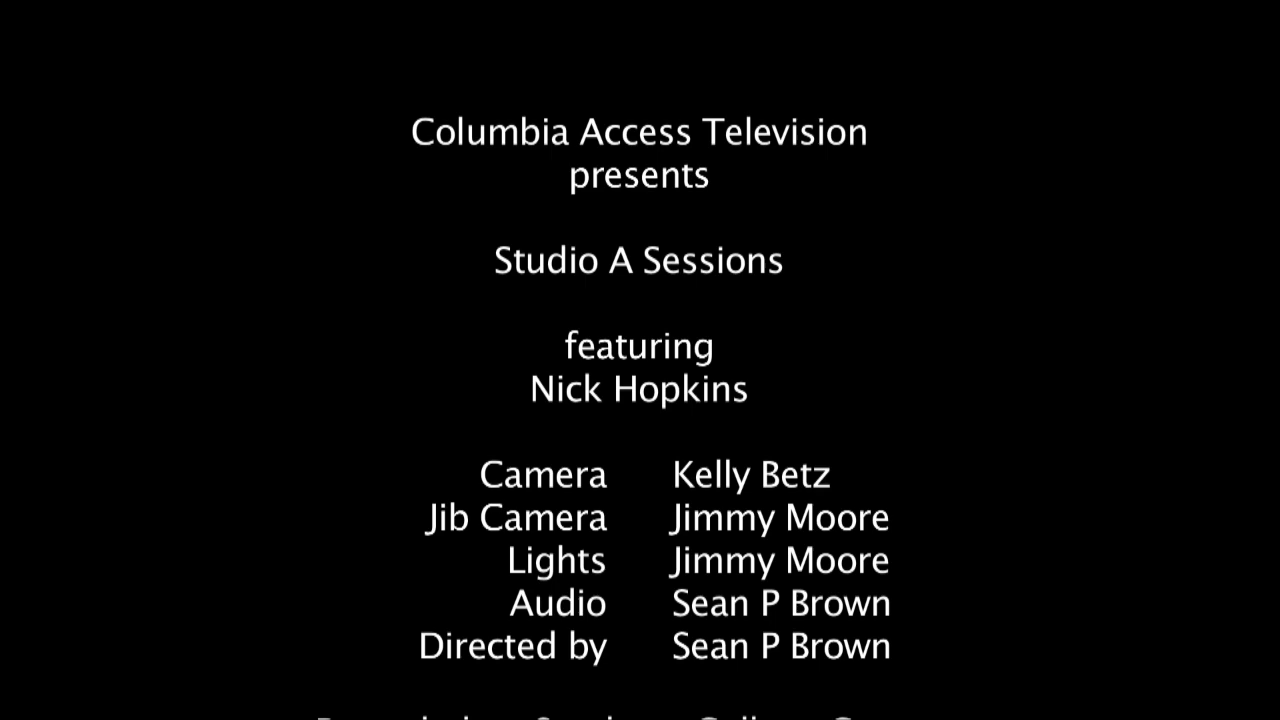 Columbia Access Television
presents
Studio A Sessions
featuring
Nick Hopkins
Camera Kelly Betz
Jib Camera Jimmy Moore
Lights Jimmy Moore
Audio Sean P Brown
Directed by Sean P Brown